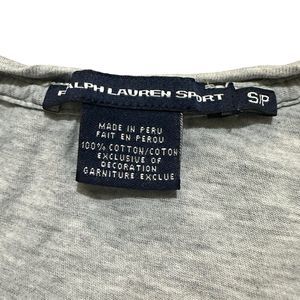 RALPH LAUREN SPORT
S/P
MADE IN PERU
FAIT EN PEROU
100% COTTON/COTON
EXCLUSIVE OF
DECORATION
GARNITURE EXCLUE